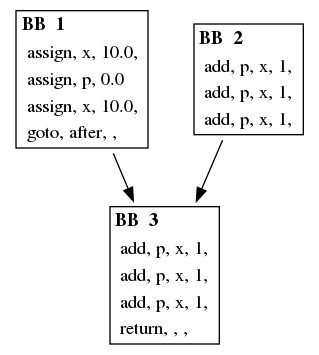 BB 1
assign, x, 10.0,
assign, p, 0.0
assign, x, 10.0,
goto, after, ,
BB 2
add, p, x, 1,
add, p, x, 1,
add, p, x, 1,
BB 3
add, p, x, 1,
add, p, x, 1,
add, p, x, 1,
return, , ,